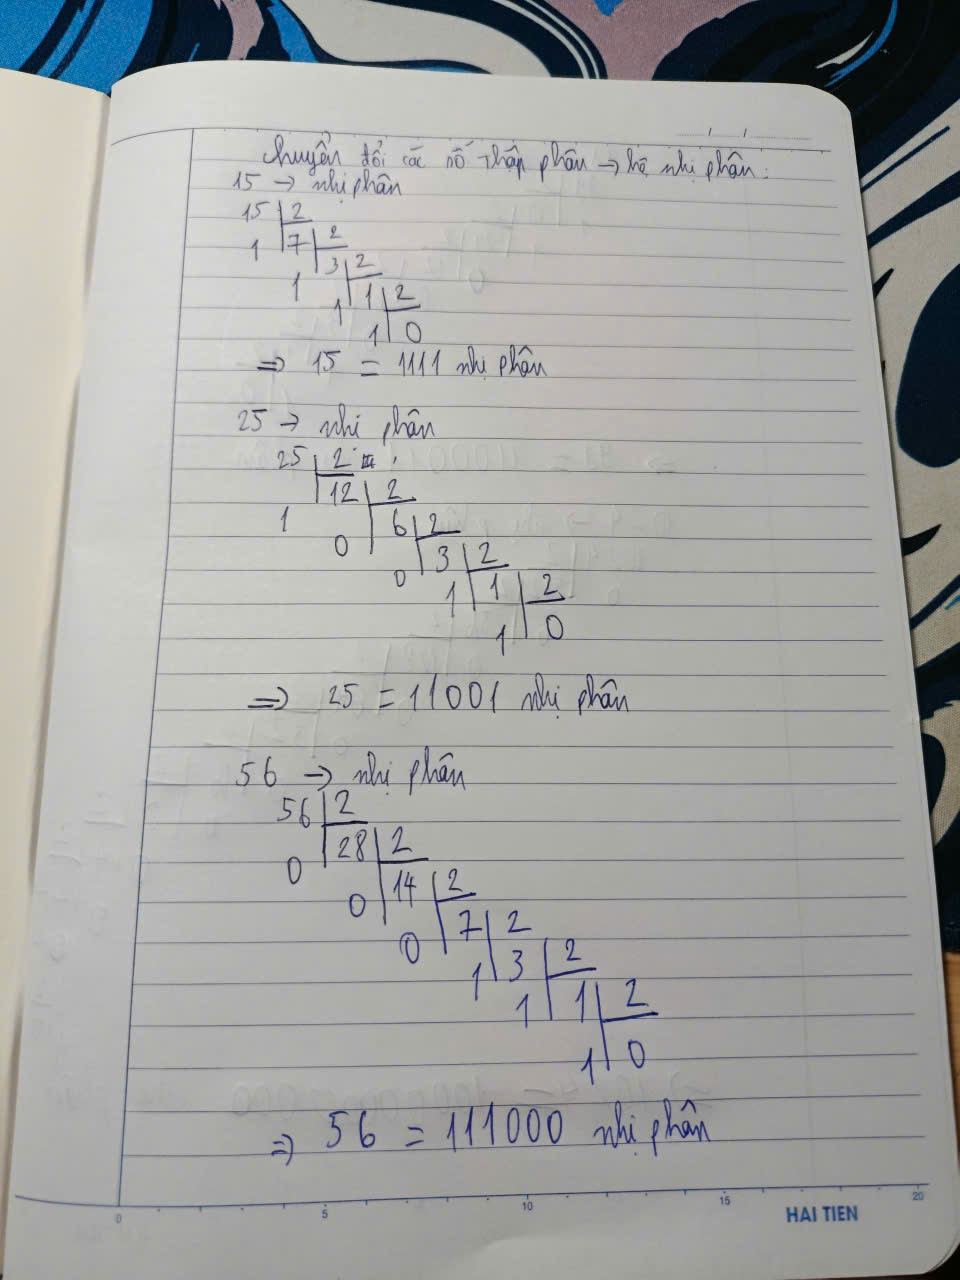 chuyển đổi các số thập phân → hệ nhị phân:
15 → nhị phân
15 2
1 7 2
1 3 2
1 1 2
1 0
=> 15 = 1111 nhị phân
25 → nhị phân
25 2
1 12 2
0 6 2
0 3 2
1 1 2
1 0
=> 25 = 11001 nhị phân
56 → nhị phân
56 2
0 28 2
0 14 2
0 7 2
1 3 2
1 1 2
1 0
=> 56 = 111000 nhị phân
0 5 10 15 20
HAI TIEN